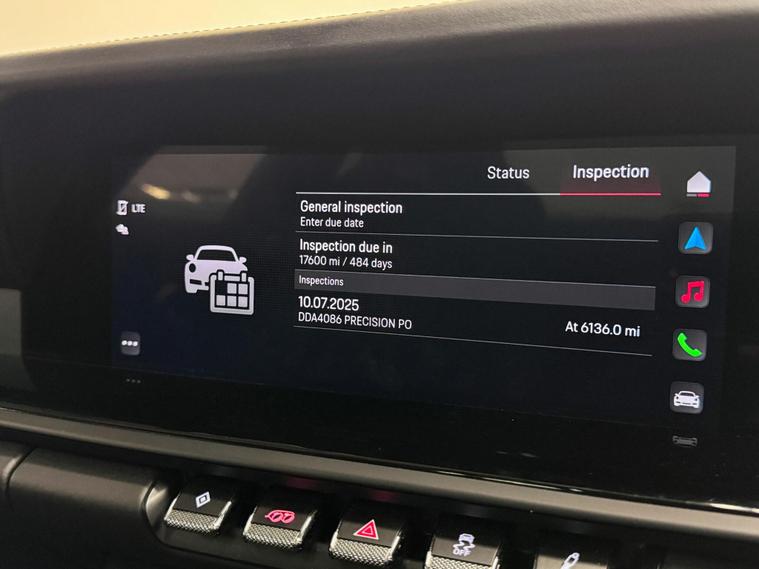 Status
Inspection
LTE
General inspection
Enter due date
Inspection due in
17600 mi / 484 days
Inspections
10.07.2025
DDA4086 PRECISION PO
At 6136.0 mi
OFF